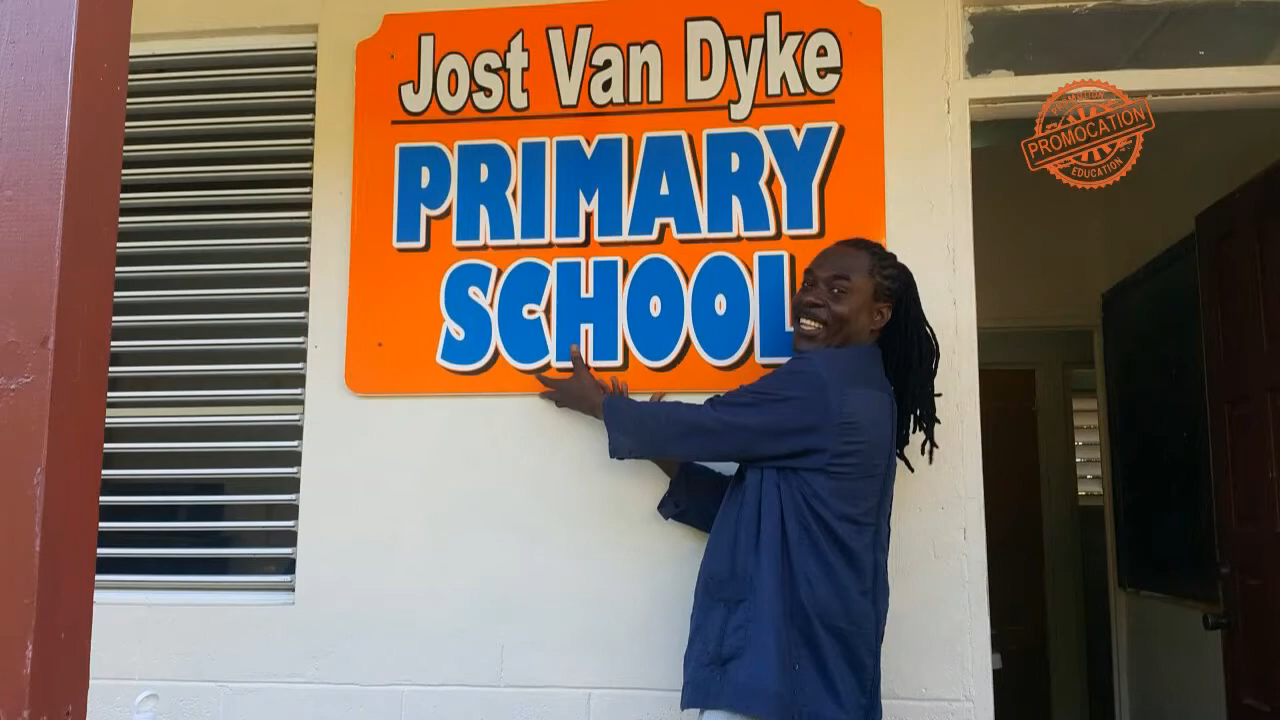 Jost Van Dyke
PRIMARY
SCHOOL
PROMOCATION
EDUCATION